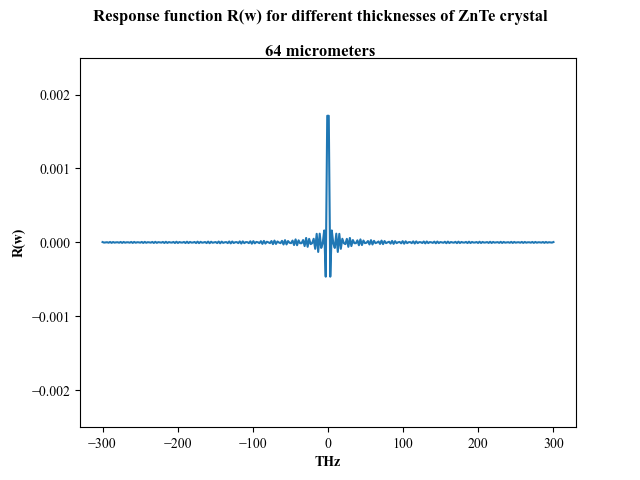 Response function R(w) for different thicknesses of ZnTe crystal
64 micrometers
0.002
0.001
0.000
−0.001
−0.002
R(w)
−300 −200 −100 0 100 200 300
THz